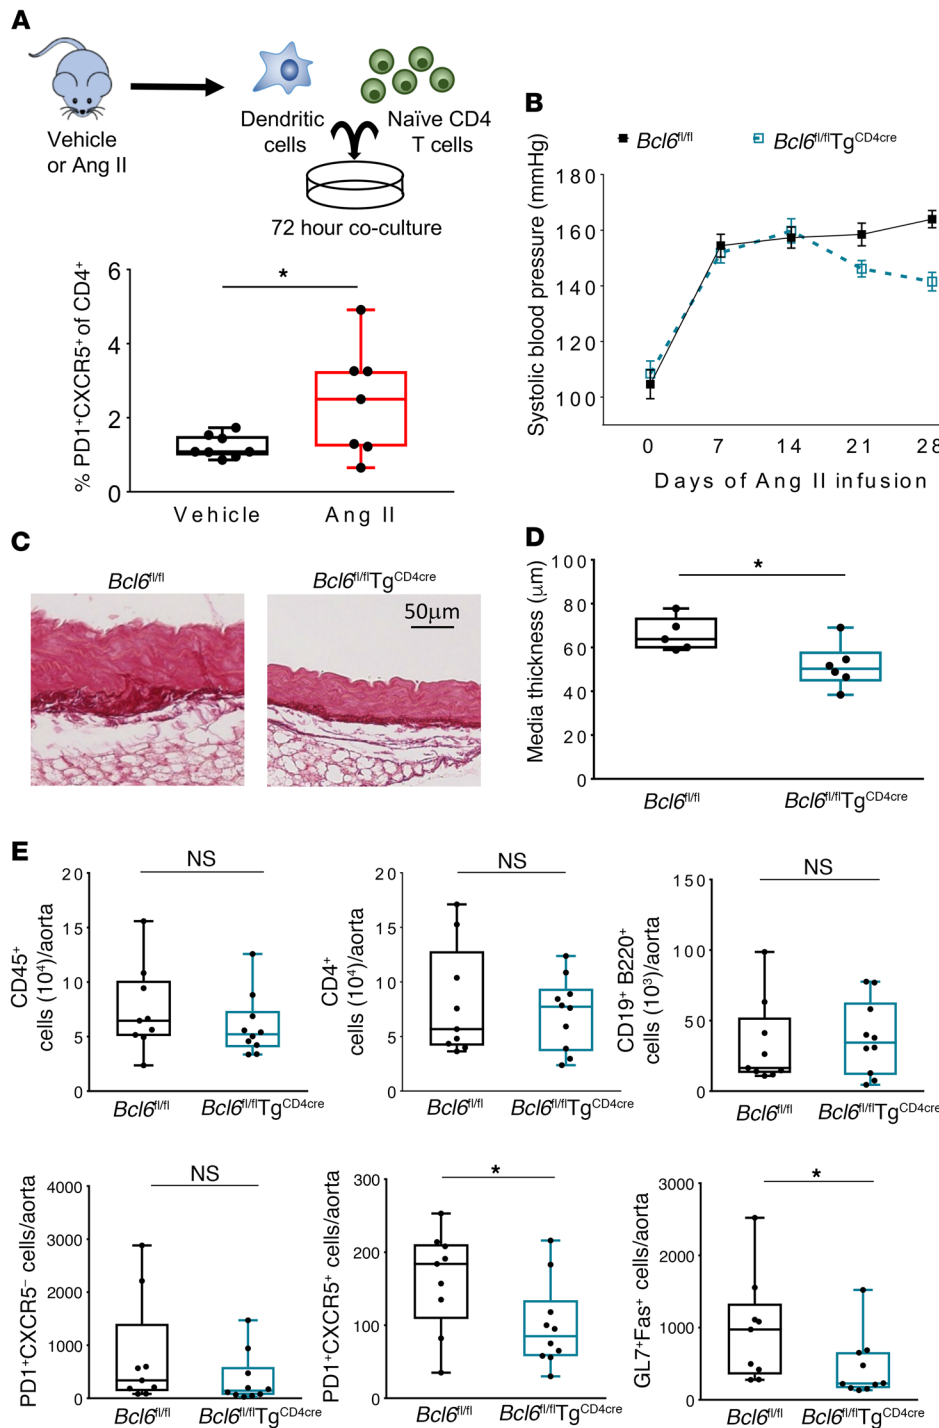 A
Vehicle
or Ang II
Dendritic
cells
Naïve CD4
T cells
72 hour co-culture
% PD1⁺CXCR5⁺ of CD4⁺
6
4
2
0
*
Vehicle
Ang II
B
Bcl6fl/fl
Bcl6fl/flTgCD4cre
Systolic blood pressure (mmHg)
180
160
140
120
100
0
7
14
21
28
Days of Ang II infusion
C
Bcl6fl/fl
Bcl6fl/flTgCD4cre
50μm
D
Media thickness (μm)
100
80
60
40
20
0
*
Bcl6fl/fl
Bcl6fl/flTgCD4cre
E
CD45⁺
cells (10⁴)/aorta
20
15
10
5
0
NS
Bcl6fl/fl
Bcl6fl/flTgCD4cre
CD4⁺
cells (10⁴)/aorta
20
15
10
5
0
NS
Bcl6fl/fl
Bcl6fl/flTgCD4cre
CD19⁺ B220⁺
cells (10³)/aorta
150
100
50
0
NS
Bcl6fl/fl
Bcl6fl/flTgCD4cre
PD1⁺CXCR5⁻ cells/aorta
4000
3000
2000
1000
0
NS
Bcl6fl/fl
Bcl6fl/flTgCD4cre
PD1⁺CXCR5⁺ cells/aorta
300
200
100
0
*
Bcl6fl/fl
Bcl6fl/flTgCD4cre
GL7⁺Fas⁺ cells/aorta
3000
2000
1000
0
*
Bcl6fl/fl
Bcl6fl/flTgCD4cre